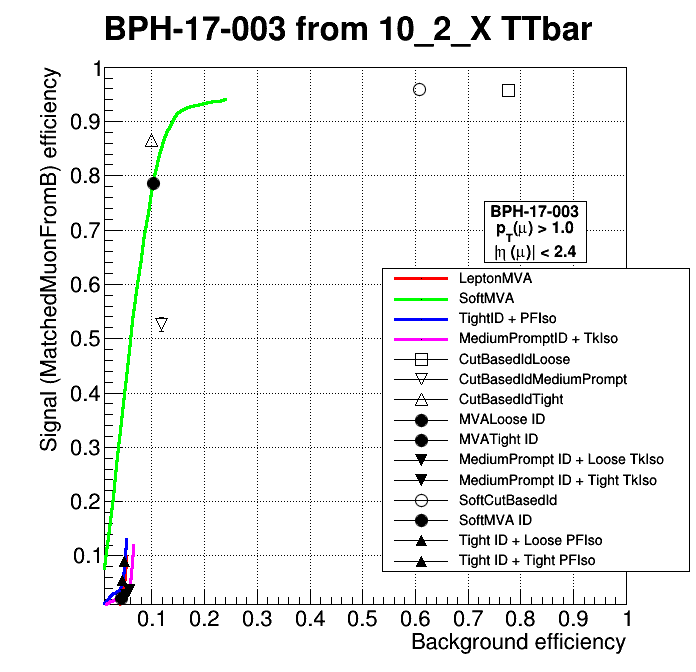 BPH-17-003 from 10_2_X TTbar
Signal (MatchedMuonFromB) efficiency
1
0.9
0.8
0.7
0.6
0.5
0.4
0.3
0.2
0.1
BPH-17-003
pT(μ) > 1.0
|η (μ)| < 2.4
LeptonMVA
SoftMVA
TightID + PFIso
MediumPromptID + TkIso
CutBasedIdLoose
CutBasedIdMediumPrompt
CutBasedIdTight
MVALoose ID
MVATight ID
MediumPrompt ID + Loose TkIso
MediumPrompt ID + Tight TkIso
SoftCutBasedId
SoftMVA ID
Tight ID + Loose PFIso
Tight ID + Tight PFIso
0.1 0.2 0.3 0.4 0.5 0.6 0.7 0.8 0.9 1
Background efficiency